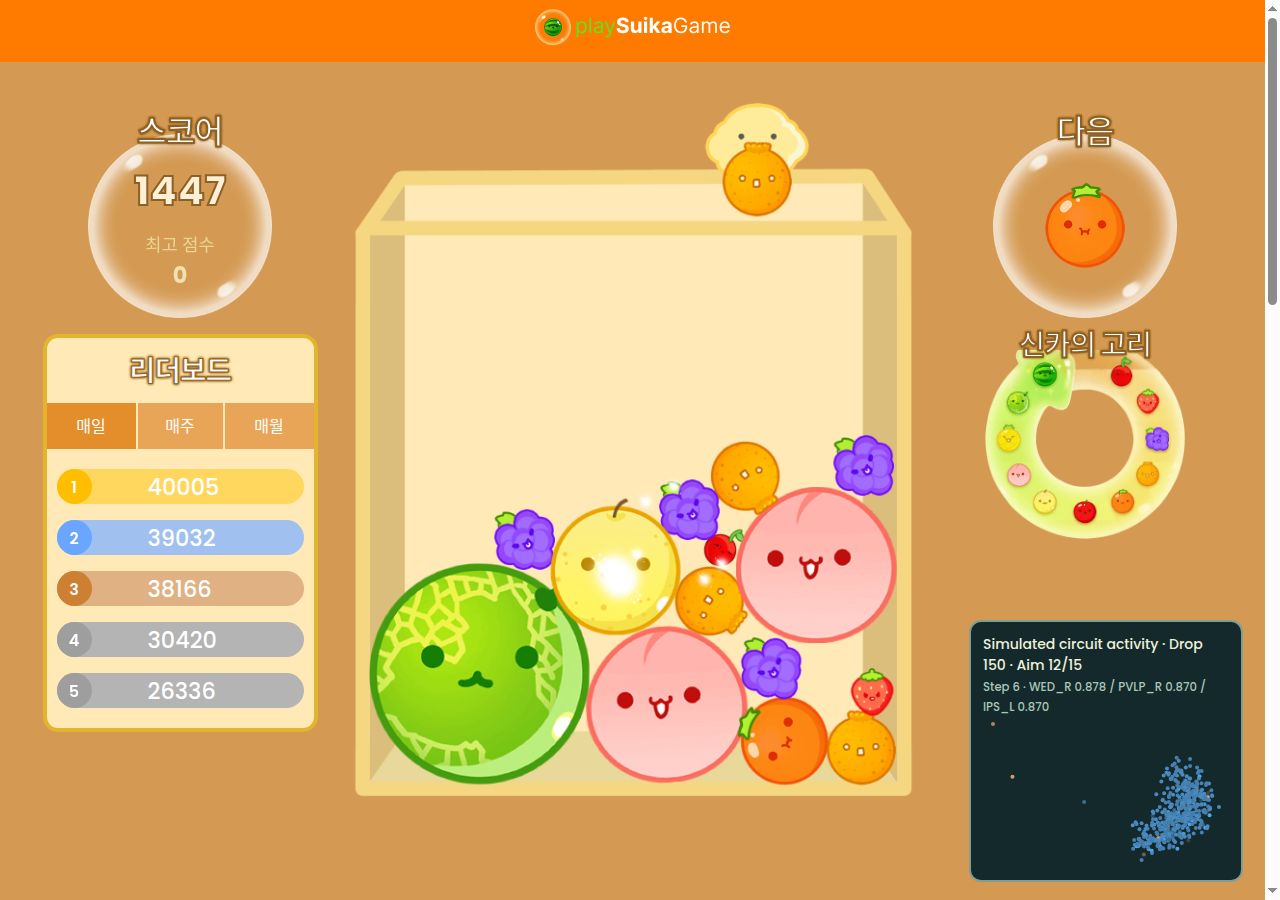 playSuikaGame
스코어
1447
최고 점수
0
리더보드
매일
매주
매월
1 40005
2 39032
3 38166
4 30420
5 26336
다음
신카의 고리
Simulated circuit activity · Drop
150 · Aim 12/15
Step 6 · WED_R 0.878 / PVLP_R 0.870 /
IPS_L 0.870